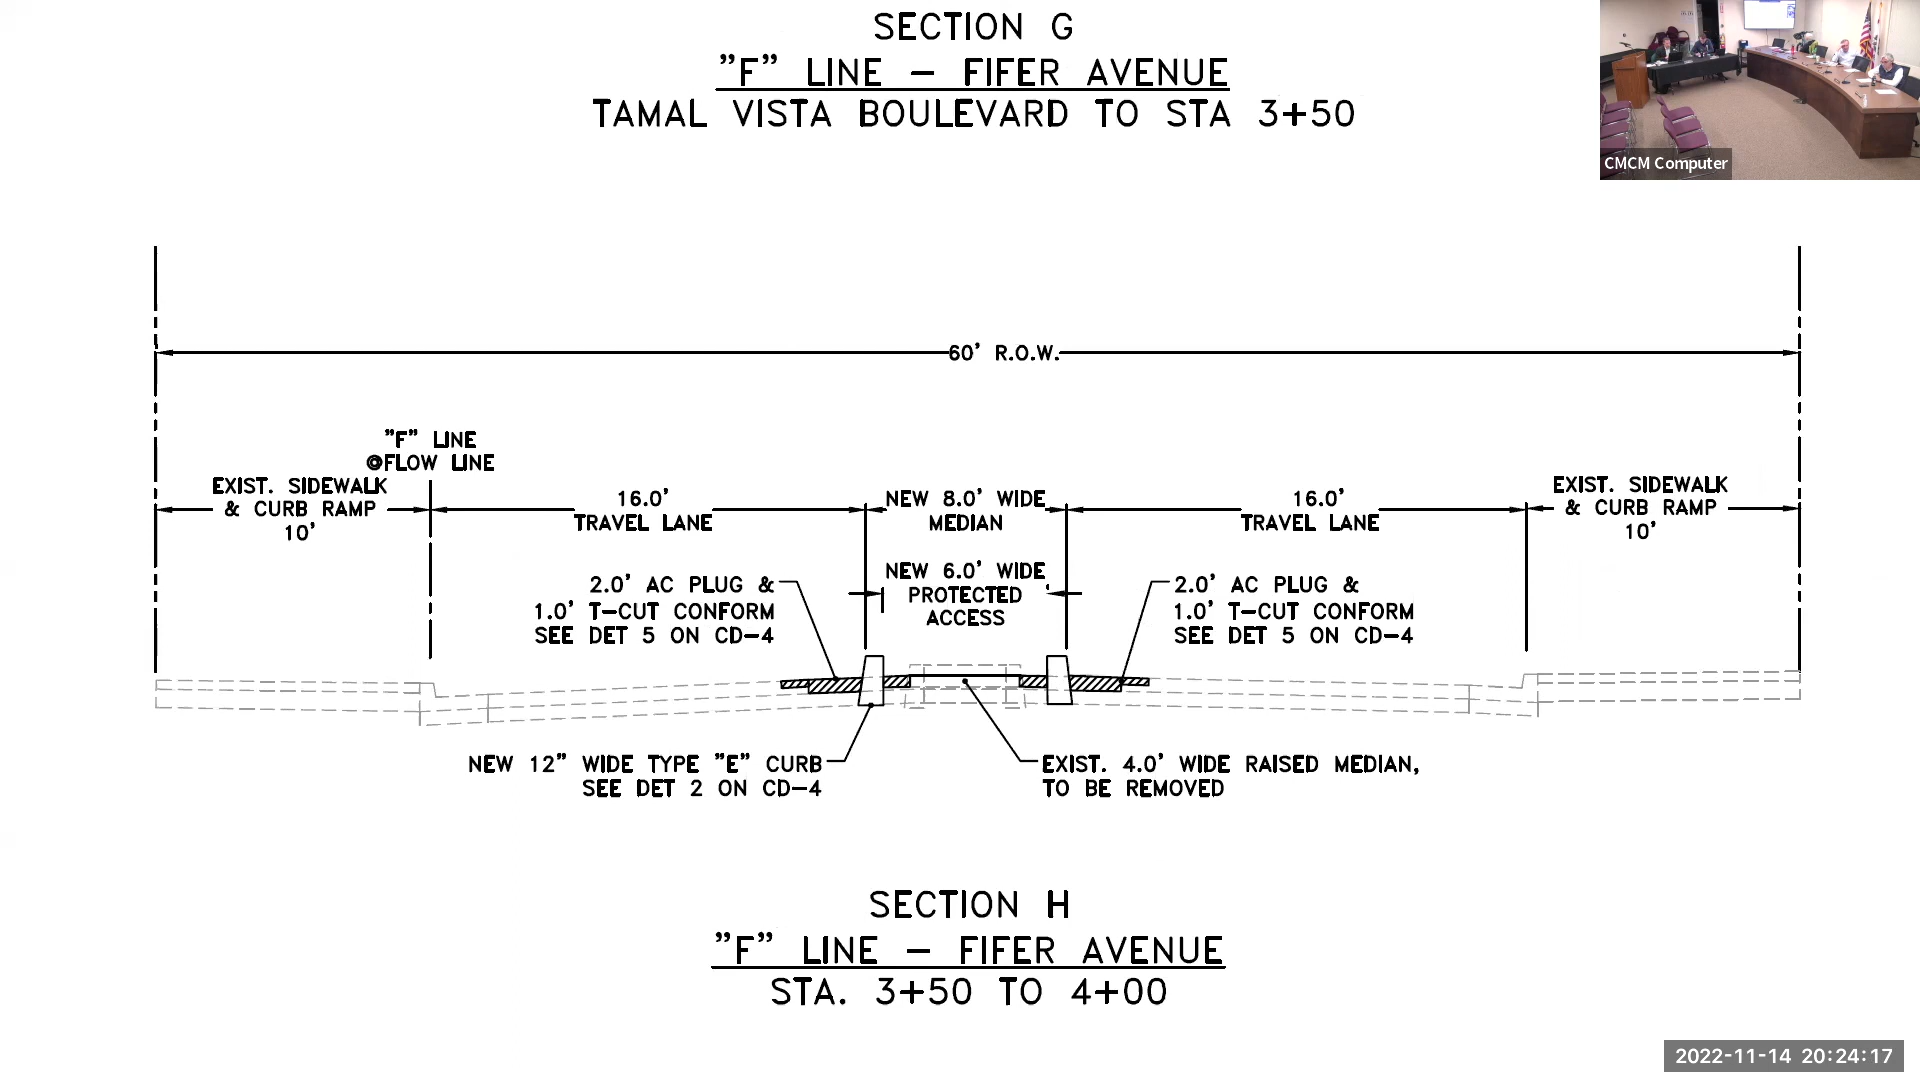 SECTION G
"F" LINE - FIFER AVENUE
TAMAL VISTA BOULEVARD TO STA 3+50
CMCM Computer
60' R.O.W.
"F" LINE
@FLOW LINE
EXIST. SIDEWALK
& CURB RAMP
10'
16.0'
TRAVEL LANE
NEW 8.0' WIDE
MEDIAN
16.0'
TRAVEL LANE
EXIST. SIDEWALK
& CURB RAMP
10'
NEW 6.0' WIDE
PROTECTED
ACCESS
2.0' AC PLUG &
1.0' T-CUT CONFORM
SEE DET 5 ON CD-4
2.0' AC PLUG &
1.0' T-CUT CONFORM
SEE DET 5 ON CD-4
NEW 12" WIDE TYPE "E" CURB
SEE DET 2 ON CD-4
EXIST. 4.0' WIDE RAISED MEDIAN,
TO BE REMOVED
SECTION H
"F" LINE - FIFER AVENUE
STA. 3+50 TO 4+00
2022-11-14 20:24:17